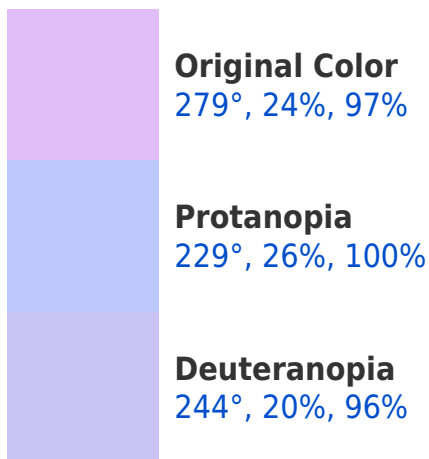 Original Color
279°, 24%, 97%
Protanopia
229°, 26%, 100%
Deuteranopia
244°, 20%, 96%